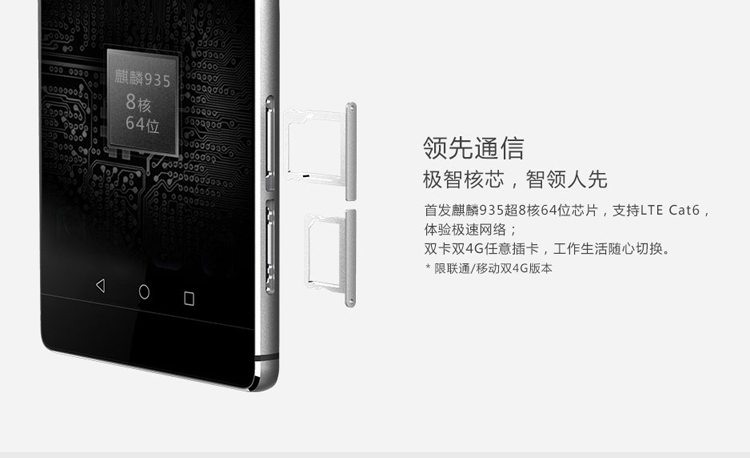 麒麟935
8核
64位
领先通信
极智核芯，智领人先
首发麒麟935超8核64位芯片，支持LTE Cat6，
体验极速网络；
双卡双4G任意插卡，工作生活随心切换。
* 限联通/移动双4G版本